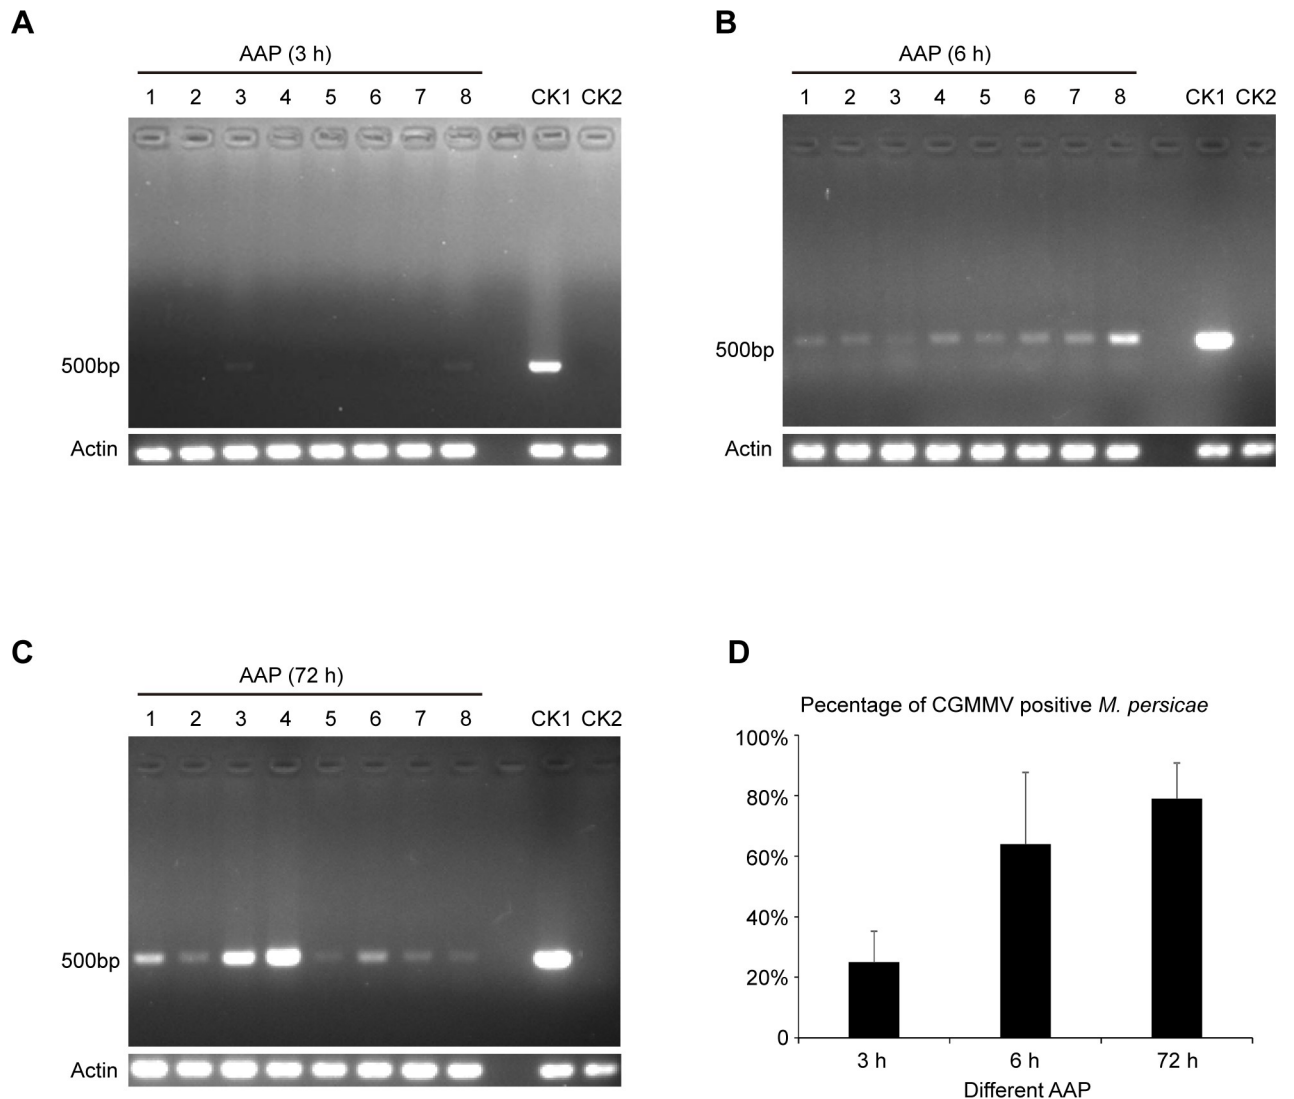 A
AAP (3 h)
1 2 3 4 5 6 7 8 CK1 CK2
500bp
Actin
B
AAP (6 h)
1 2 3 4 5 6 7 8 CK1 CK2
500bp
Actin
C
AAP (72 h)
1 2 3 4 5 6 7 8 CK1 CK2
500bp
Actin
D
Pecentage of CGMMV positive M. persicae
100%
80%
60%
40%
20%
0
3 h 6 h 72 h
Different AAP